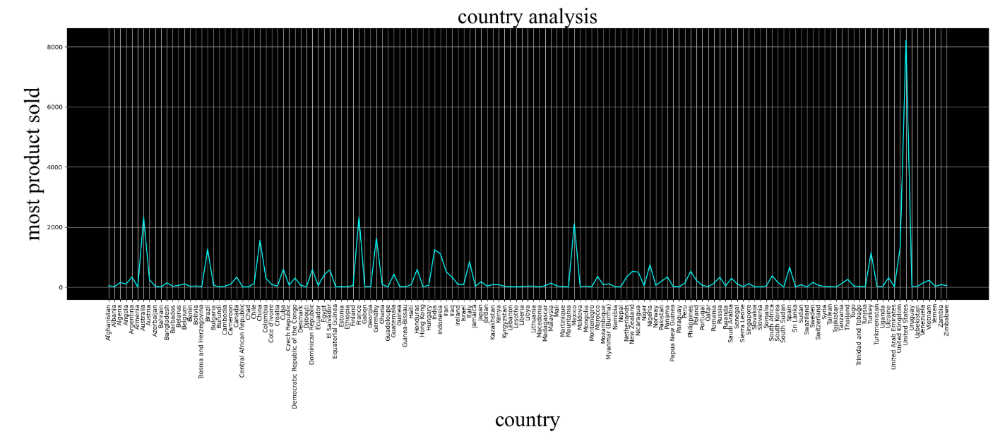 country analysis
most product sold
8000
6000
4000
2000
0
Afghanistan
Albania
Algeria
Angola
Argentina
Armenia
Australia
Austria
Azerbaijan
Bahrain
Bangladesh
Barbados
Belarus
Belgium
Benin
Bolivia
Bosnia and Herzegovina
Brazil
Bulgaria
Burundi
Cambodia
Cameroon
Canada
Central African Republic
Chad
Chile
China
Colombia
Cote d'Ivoire
Croatia
Cuba
Czech Republic
Democratic Republic of the Congo
Denmark
Djibouti
Dominican Republic
Ecuador
Egypt
El Salvador
Equatorial Guinea
Estonia
Ethiopia
Finland
France
Gabon
Georgia
Germany
Ghana
Guadeloupe
Guatemala
Guinea
Guinea-Bissau
Haiti
Honduras
Hong Kong
Hungary
India
Indonesia
Iran
Iraq
Ireland
Israel
Italy
Jamaica
Japan
Jordan
Kazakhstan
Kenya
Kyrgyzstan
Lebanon
Lesotho
Liberia
Libya
Lithuania
Macedonia
Madagascar
Malaysia
Mali
Martinique
Mauritania
Mexico
Moldova
Mongolia
Montenegro
Morocco
Mozambique
Myanmar (Burma)
Namibia
Nepal
Netherlands
New Zealand
Nicaragua
Niger
Nigeria
Norway
Pakistan
Panama
Papua New Guinea
Paraguay
Peru
Philippines
Poland
Portugal
Qatar
Romania
Russia
Rwanda
Saudi Arabia
Senegal
Sierra Leone
Singapore
Slovakia
Slovenia
Somalia
South Africa
South Korea
South Sudan
Spain
Sri Lanka
Sudan
Swaziland
Sweden
Switzerland
Syria
Taiwan
Tajikistan
Tanzania
Thailand
Togo
Trinidad and Tobago
Tunisia
Turkey
Turkmenistan
Uganda
Ukraine
United Arab Emirates
United Kingdom
United States
Uruguay
Uzbekistan
Venezuela
Vietnam
Yemen
Zambia
Zimbabwe
country